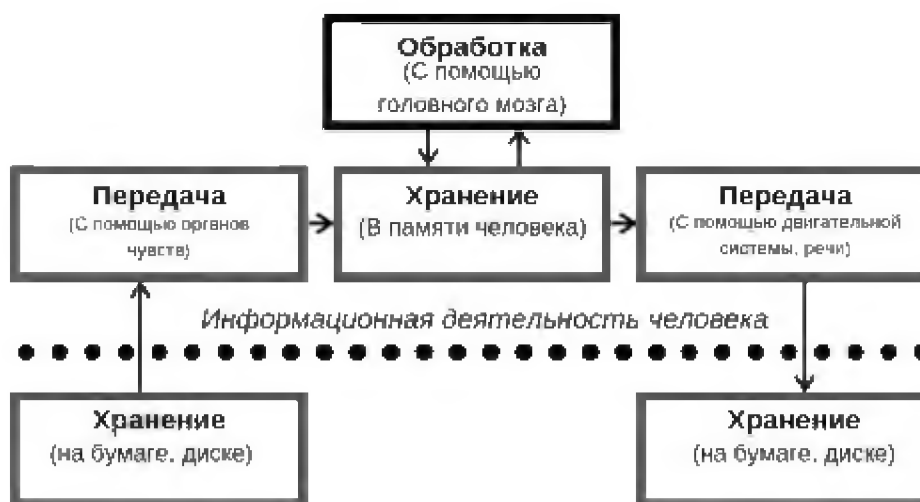 Обработка
(С помощью
головного мозга)
Передача
(С помощью органов
чувств)
Хранение
(В памяти человека)
Передача
(С помощью двигательной
системы, речи)
Информационная деятельность человека
Хранение
(на бумаге, диске)
Хранение
(на бумаге, диске)